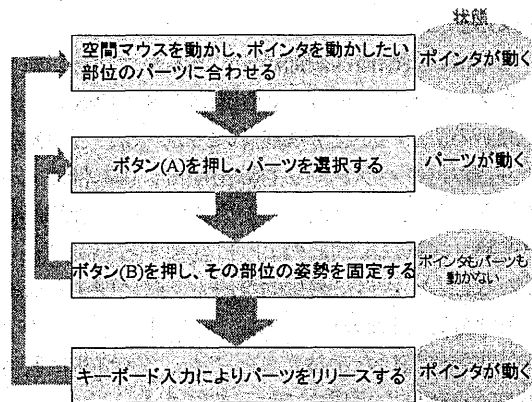 状態
空間マウスを動かし、ポインタを動かしたい
部位のパーツに合わせる
ポインタが動く
ボタン(A)を押し、パーツを選択する
パーツが動く
ボタン(B)を押し、その部位の姿勢を固定する
ポインタもパーツも
動かない
キーボード入力によりパーツをリリースする
ポインタが動く